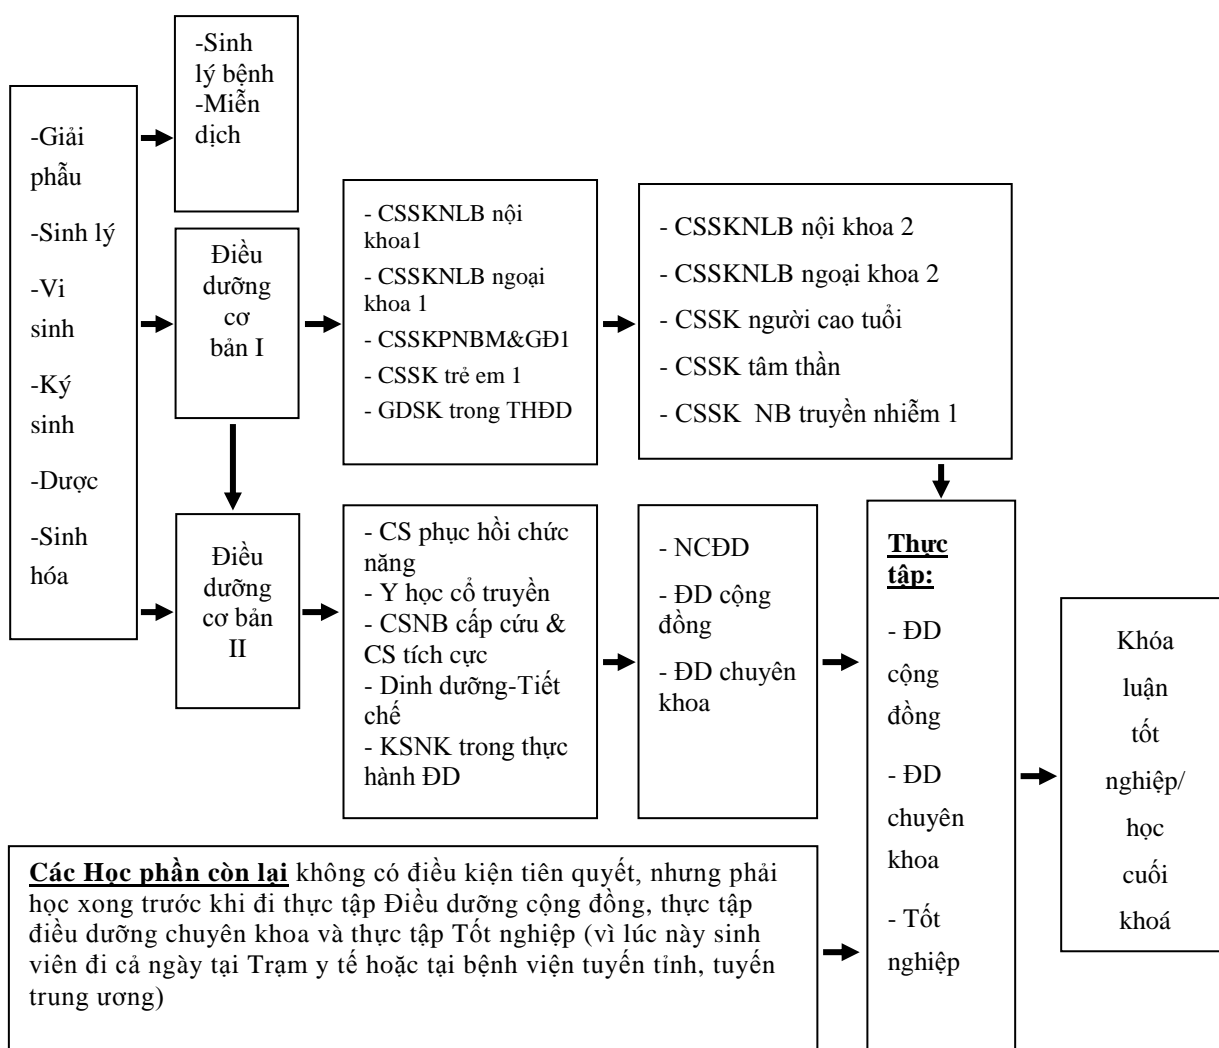 -Giải
phẫu
-Sinh lý
-Vi
sinh
-Ký
sinh
-Dược
-Sinh
hóa
-Sinh
lý bệnh
-Miễn
dịch
Điều
dưỡng
cơ
bản I
- CSSKNLB nội
khoa1
- CSSKNLB ngoại
khoa 1
- CSSKPNBM&GĐ1
- CSSK trẻ em 1
- GDSK trong THĐD
- CSSKNLB nội khoa 2
- CSSKNLB ngoại khoa 2
- CSSK người cao tuổi
- CSSK tâm thần
- CSSK NB truyền nhiễm 1
Điều
dưỡng
cơ bản
II
- CS phục hồi chức
năng
- Y học cổ truyền
- CSNB cấp cứu &
CS tích cực
- Dinh dưỡng-Tiết
chế
- KSNK trong thực
hành ĐD
- NCĐD
- ĐD cộng
đồng
- ĐD chuyên
khoa
Thực
tập:
- ĐD
cộng
đồng
- ĐD
chuyên
khoa
- Tốt
nghiệp
Khóa
luận
tốt
nghiệp/
học
cuối
khoá
Các Học phần còn lại không có điều kiện tiên quyết, nhưng phải
học xong trước khi đi thực tập Điều dưỡng cộng đồng, thực tập
điều dưỡng chuyên khoa và thực tập Tốt nghiệp (vì lúc này sinh
viên đi cả ngày tại Trạm y tế hoặc tại bệnh viện tuyến tỉnh, tuyến
trung ương)